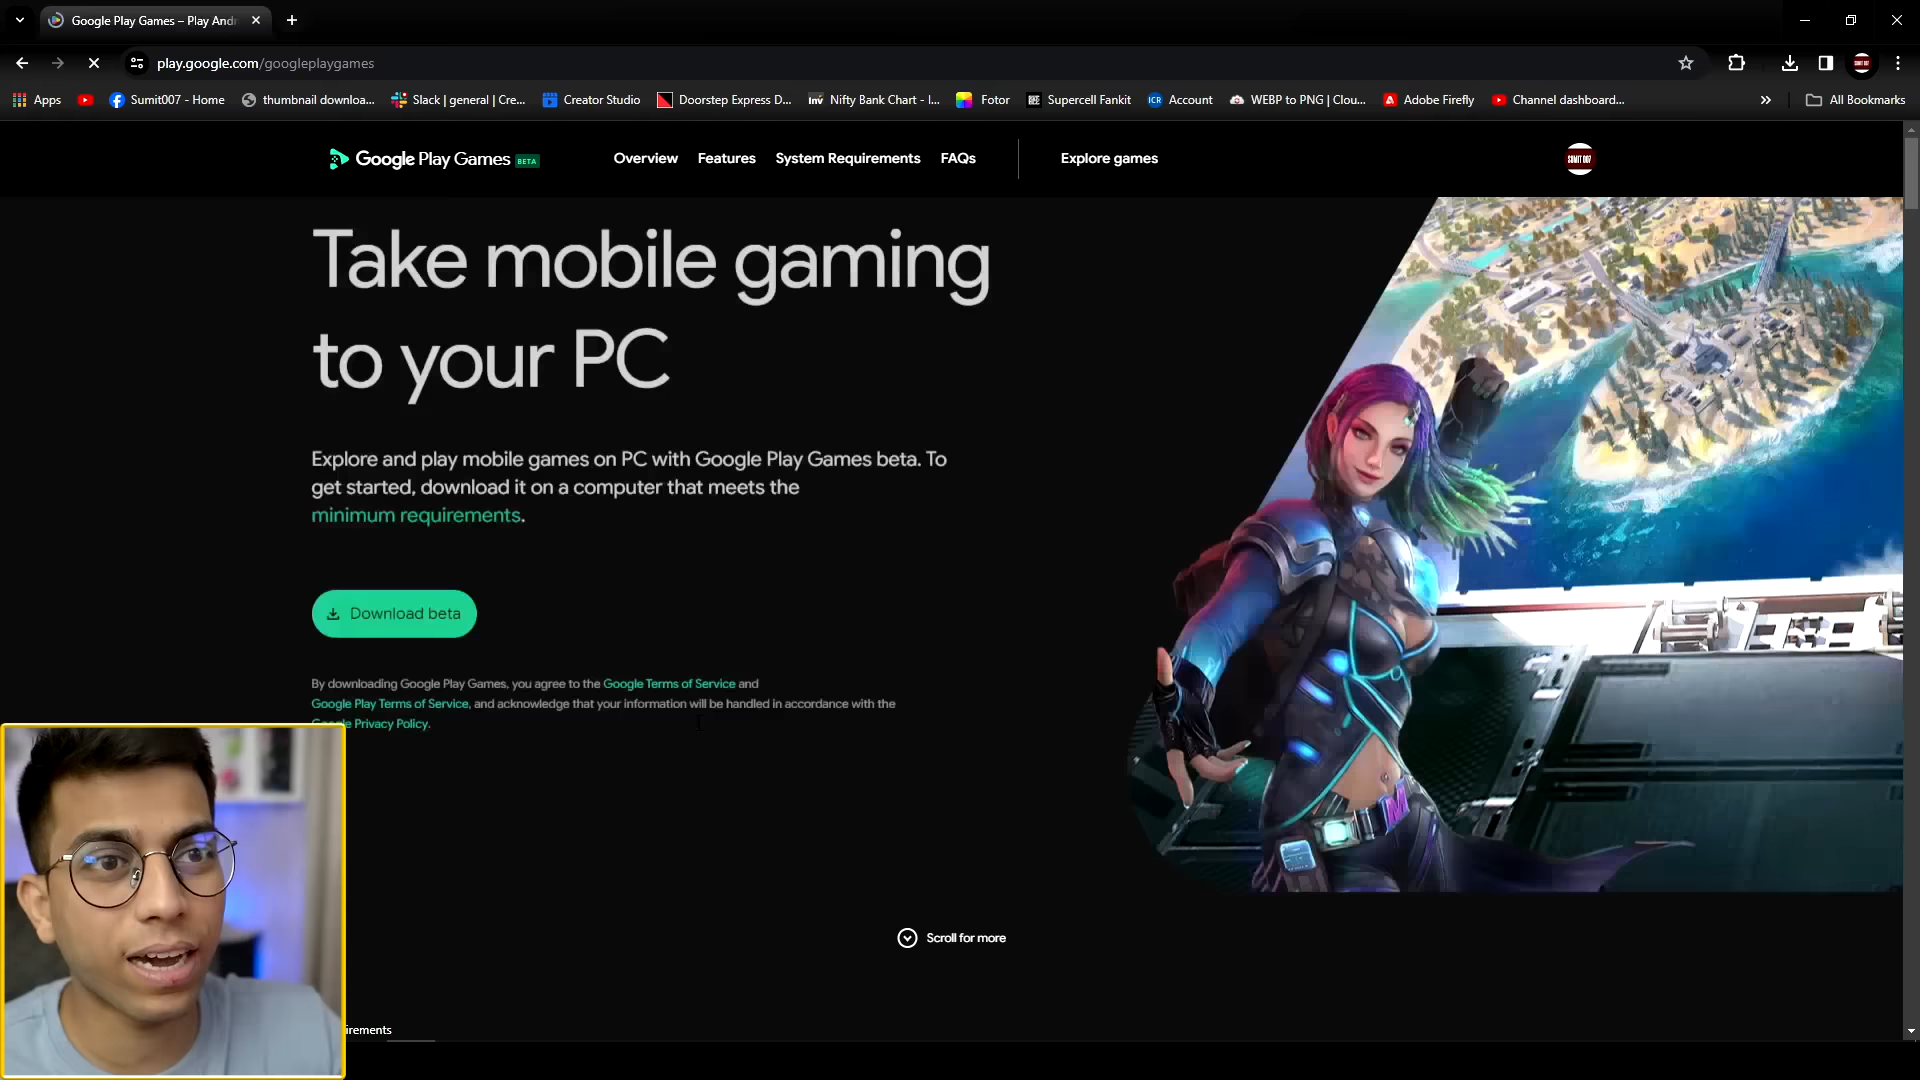 Google Play Games – Play Andr
play.google.com/googleplaygames
Apps
Sumit007 - Home
thumbnail downloa...
Slack | general | Cre...
Creator Studio
Doorstep Express D...
Inv Nifty Bank Chart - I...
Fotor
Supercell Fankit
ICR Account
WEBP to PNG | Clou...
Adobe Firefly
Channel dashboard...
All Bookmarks
Google Play Games BETA
Overview
Features
System Requirements
FAQs
Explore games
SUMIT 007
Take mobile gaming
to your PC
Explore and play mobile games on PC with Google Play Games beta. To
get started, download it on a computer that meets the
minimum requirements.
Download beta
By downloading Google Play Games, you agree to the Google Terms of Service and
Google Play Terms of Service, and acknowledge that your information will be handled in accordance with the
Google Privacy Policy.
Scroll for more
irements